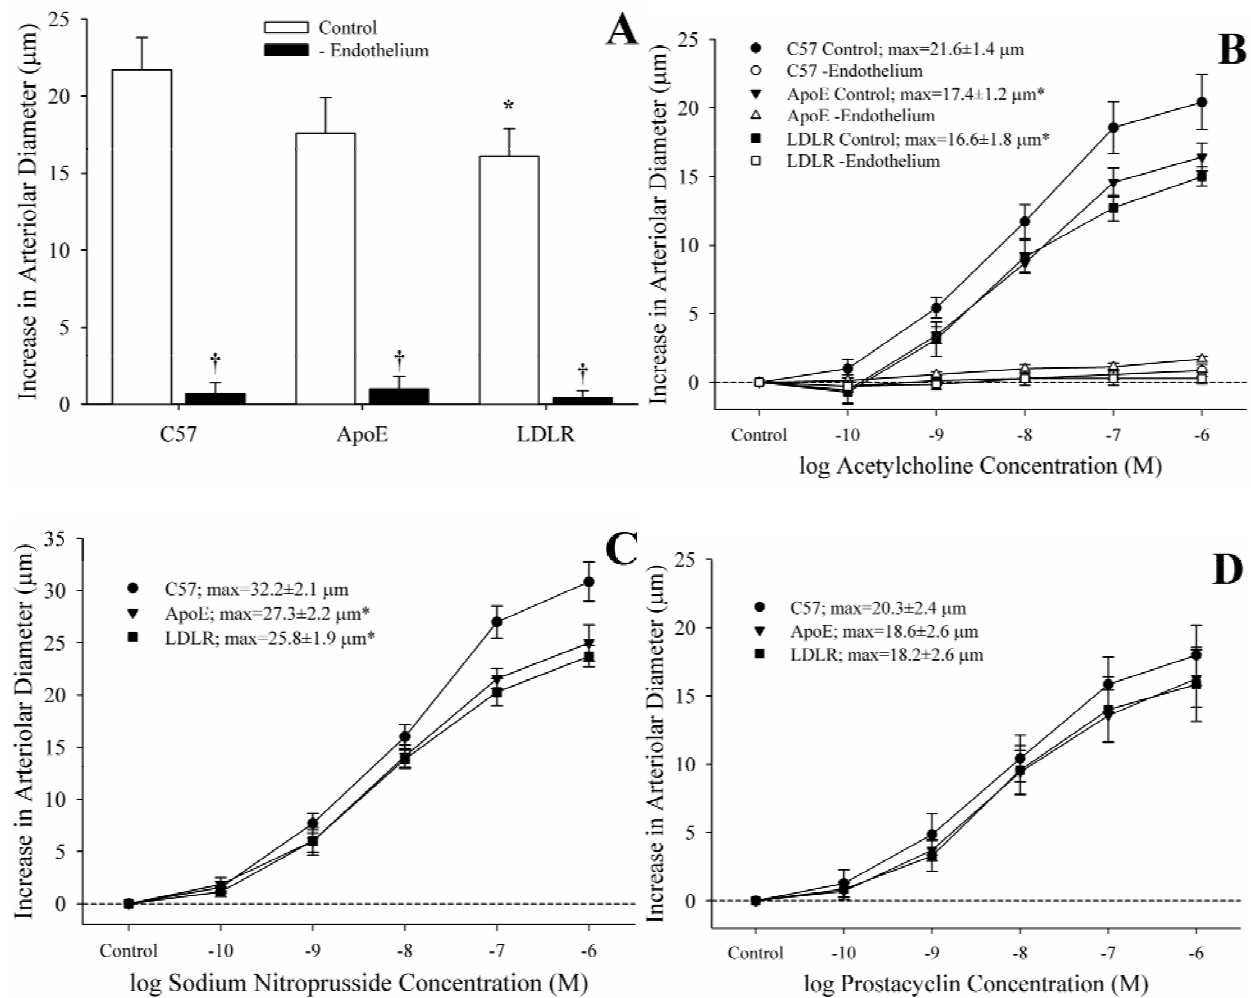 A
Control
- Endothelium
Increase in Arteriolar Diameter (μm)
25
20
15
10
5
0
*
†
†
†
C57
ApoE
LDLR
B
C57 Control; max=21.6±1.4 μm
C57 -Endothelium
ApoE Control; max=17.4±1.2 μm*
ApoE -Endothelium
LDLR Control; max=16.6±1.8 μm*
LDLR -Endothelium
Increase in Arteriolar Diameter (μm)
25
20
15
10
5
0
Control
-10
-9
-8
-7
-6
log Acetylcholine Concentration (M)
C
C57; max=32.2±2.1 μm
ApoE; max=27.3±2.2 μm*
LDLR; max=25.8±1.9 μm*
Increase in Arteriolar Diameter (μm)
35
30
25
20
15
10
5
0
Control
-10
-9
-8
-7
-6
log Sodium Nitroprusside Concentration (M)
D
C57; max=20.3±2.4 μm
ApoE; max=18.6±2.6 μm
LDLR; max=18.2±2.6 μm
Increase in Arteriolar Diameter (μm)
25
20
15
10
5
0
Control
-10
-9
-8
-7
-6
log Prostacyclin Concentration (M)